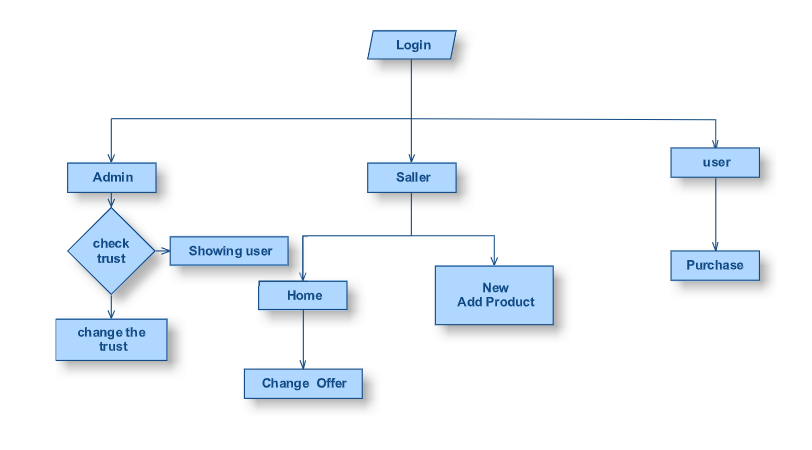 Login
Admin
Saller
user
check
trust
Showing user
Purchase
Home
New
Add Product
change the
trust
Change  Offer